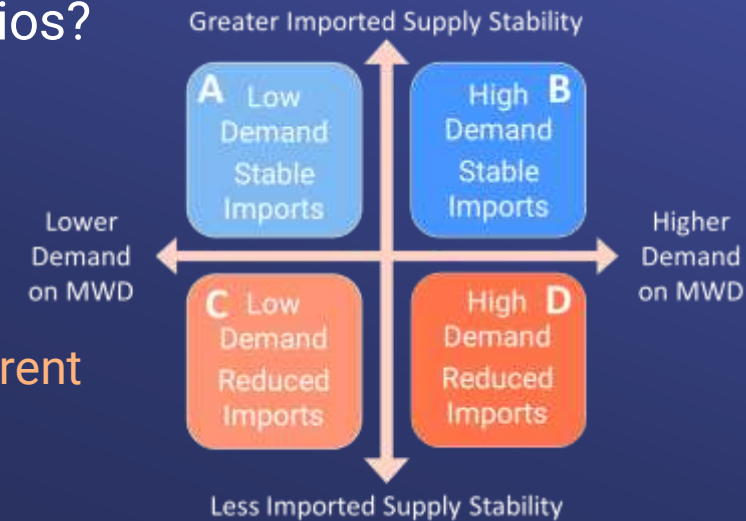 ios?
Greater Imported Supply Stability
A Low
Demand
Stable
Imports
High B
Demand
Stable
Imports
Lower
Demand
on MWD
Higher
Demand
on MWD
C Low
Demand
Reduced
Imports
High D
Demand
Reduced
Imports
rent
Less Imported Supply Stability